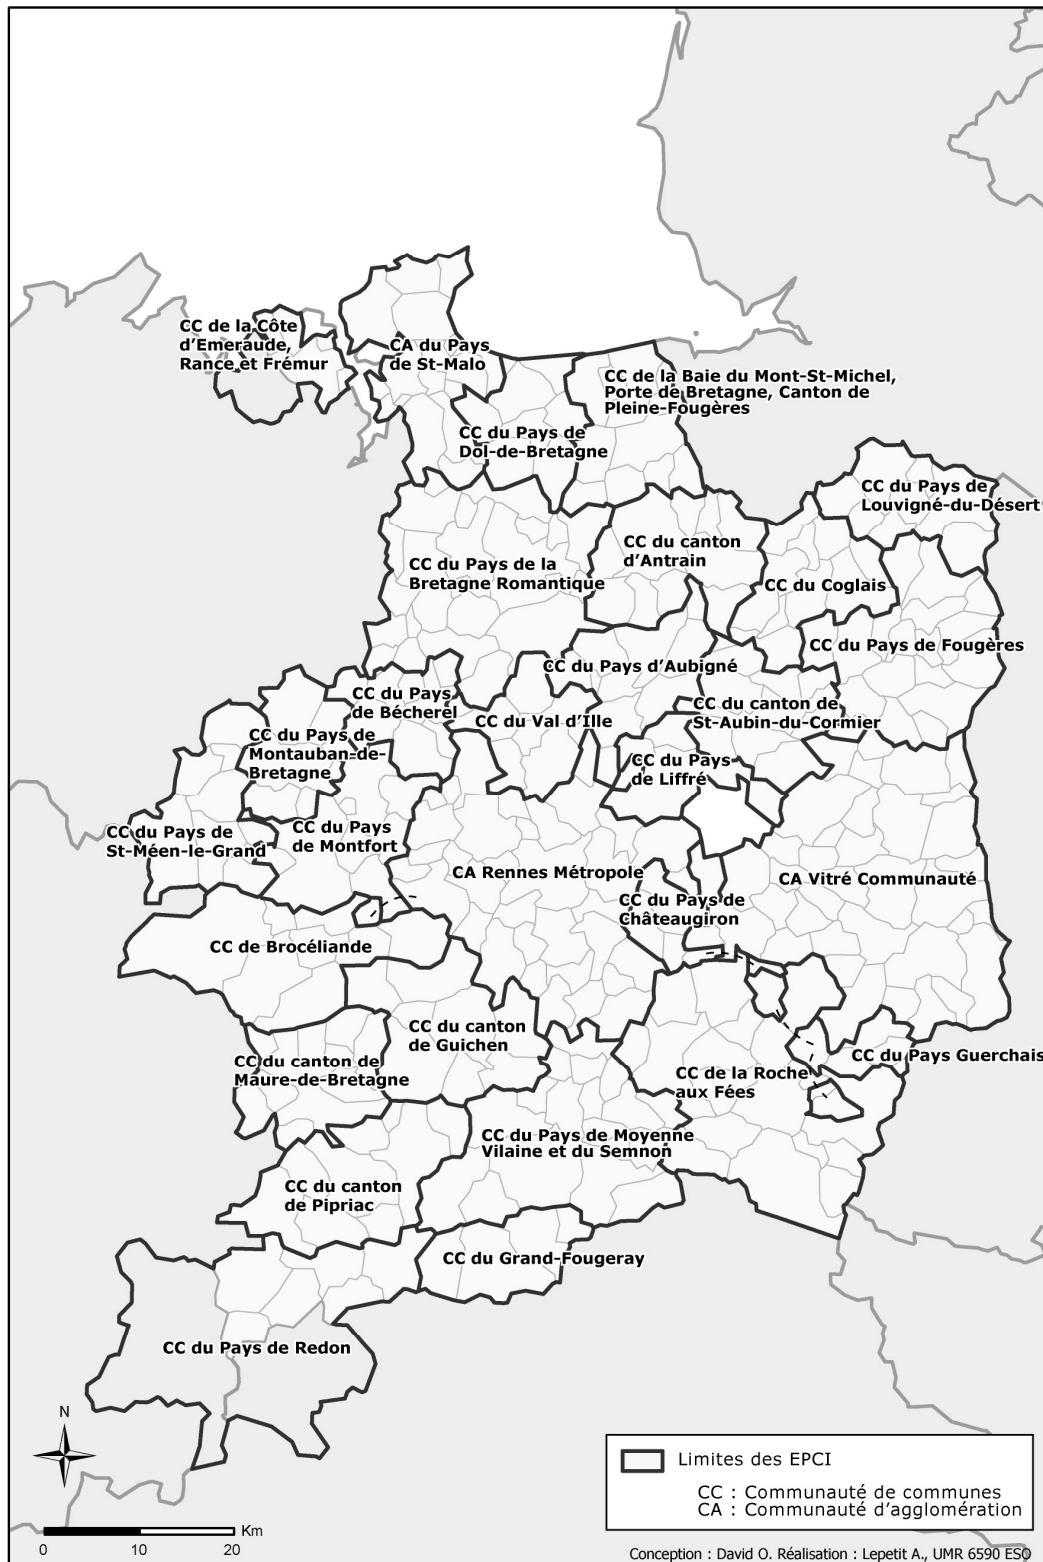 CC de la Côte
d'Emeraude,
Rance et Frémur
CA du Pays
de St-Malo
CC de la Baie du Mont-St-Michel,
Porte de Bretagne, Canton de
Pleine-Fougères
CC du Pays de
Dol-de-Bretagne
CC du Pays de
Louvigné-du-Désert
CC du canton
d'Antrain
CC du Pays de la
Bretagne Romantique
CC du Coglais
CC du Pays de Fougères
CC du Pays d'Aubigné
CC du Pays
de Bécherel
CC du Val d'Ille
CC du canton de
St-Aubin-du-Cormier
CC du Pays de
Montauban-de-
Bretagne
CC du Pays
de Liffré
CC du Pays de
St-Méen-le-Grand
CC du Pays
de Montfort
CA Rennes Métropole
CA Vitré Communauté
CC du Pays de
Châteaugiron
CC de Brocéliande
CC du canton
de Guichen
CC du Pays Guerchais
CC du canton de
Maure-de-Bretagne
CC de la Roche
aux Fées
CC du Pays de Moyenne
Vilaine et du Semnon
CC du canton
de Pipriac
CC du Grand-Fougeray
CC du Pays de Redon
N
0 10 20 Km
Limites des EPCI
CC : Communauté de communes
CA : Communauté d'agglomération
Conception : David O. Réalisation : Lepetit A., UMR 6590 ESO